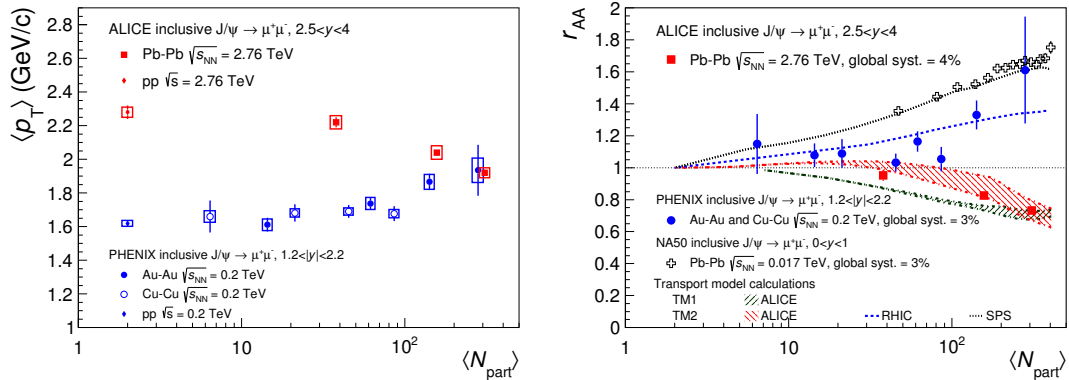 ⟨p_T⟩ (GeV/c)
2.8
2.6
2.4
2.2
2
1.8
1.6
1.4
1.2
1
ALICE inclusive J/ψ → μ⁺μ⁻, 2.5<y<4
Pb-Pb √s_NN = 2.76 TeV
pp √s = 2.76 TeV
PHENIX inclusive J/ψ → μ⁺μ⁻, 1.2<|y|<2.2
Au-Au √s_NN = 0.2 TeV
Cu-Cu √s_NN = 0.2 TeV
pp √s = 0.2 TeV
1 10 10²
⟨N_part⟩
r_AA
2
1.8
1.6
1.4
1.2
1
0.8
0.6
0.4
0.2
0
ALICE inclusive J/ψ → μ⁺μ⁻, 2.5<y<4
Pb-Pb √s_NN = 2.76 TeV, global syst. = 4%
PHENIX inclusive J/ψ → μ⁺μ⁻, 1.2<|y|<2.2
Au-Au and Cu-Cu √s_NN = 0.2 TeV, global syst. = 3%
NA50 inclusive J/ψ → μ⁺μ⁻, 0<y<1
Pb-Pb √s_NN = 0.017 TeV, global syst. = 3%
Transport model calculations
TM1 ALICE
TM2 ALICE RHIC SPS
1 10 10²
⟨N_part⟩